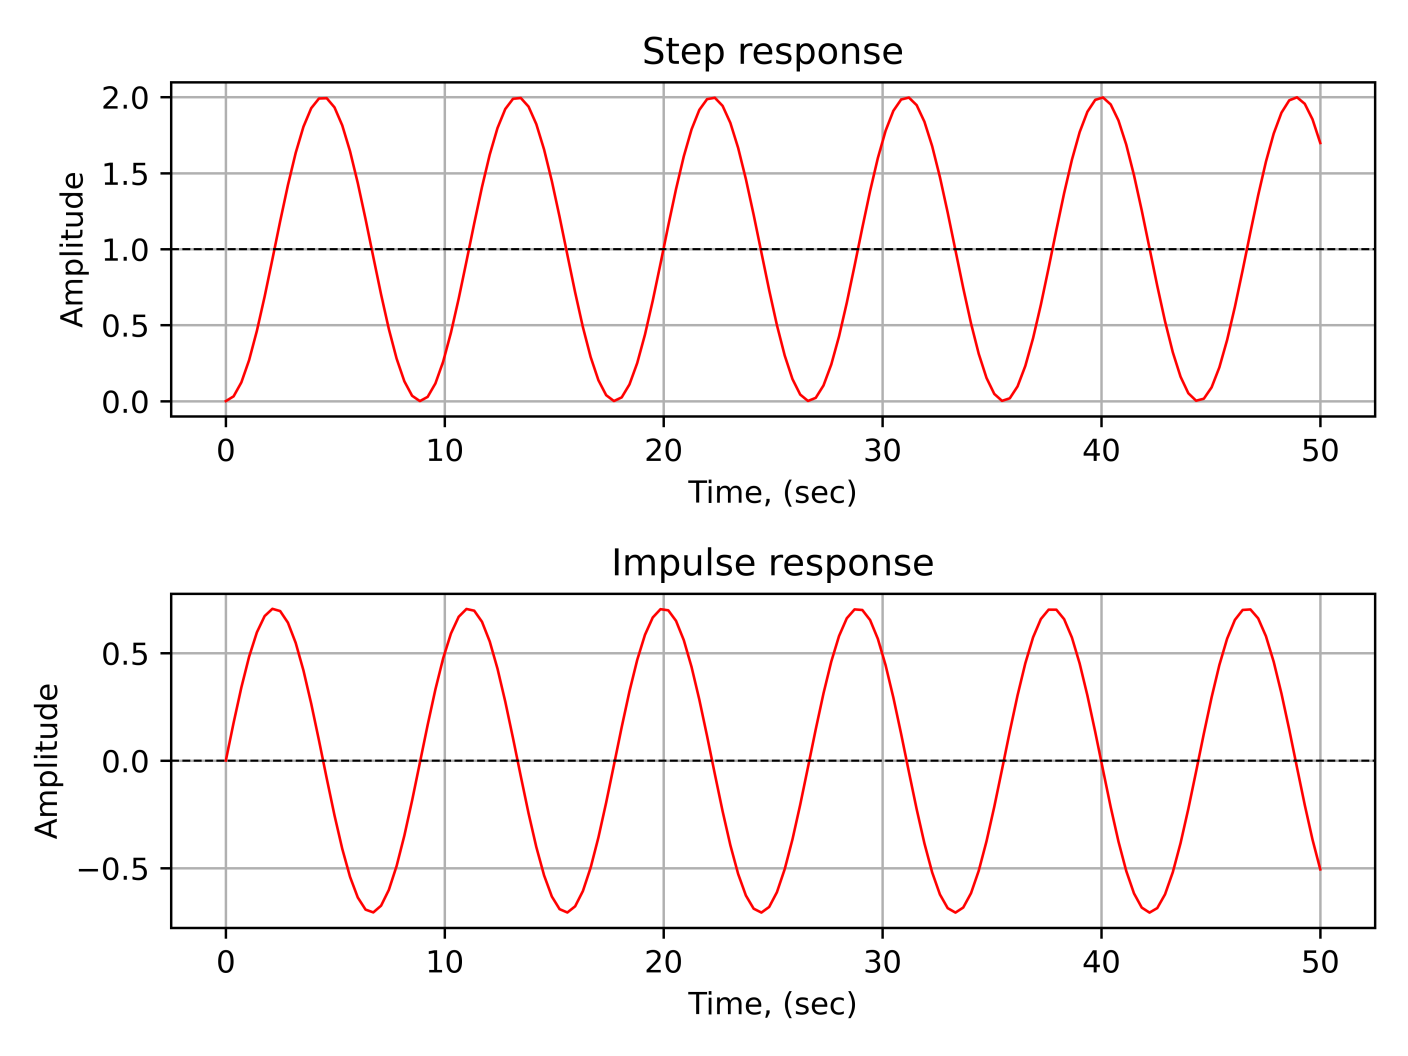 Step response
2.0
1.5
1.0
0.5
0.0
Amplitude
0 10 20 30 40 50
Time, (sec)
Impulse response
0.5
0.0
−0.5
Amplitude
0 10 20 30 40 50
Time, (sec)